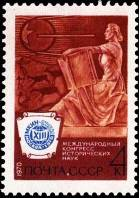 XIII
МЕЖДУНАРОДНЫЙ
КОНГРЕСС
ИСТОРИЧЕСКИХ
НАУК
1970
ПОЧТА СССР
4
К